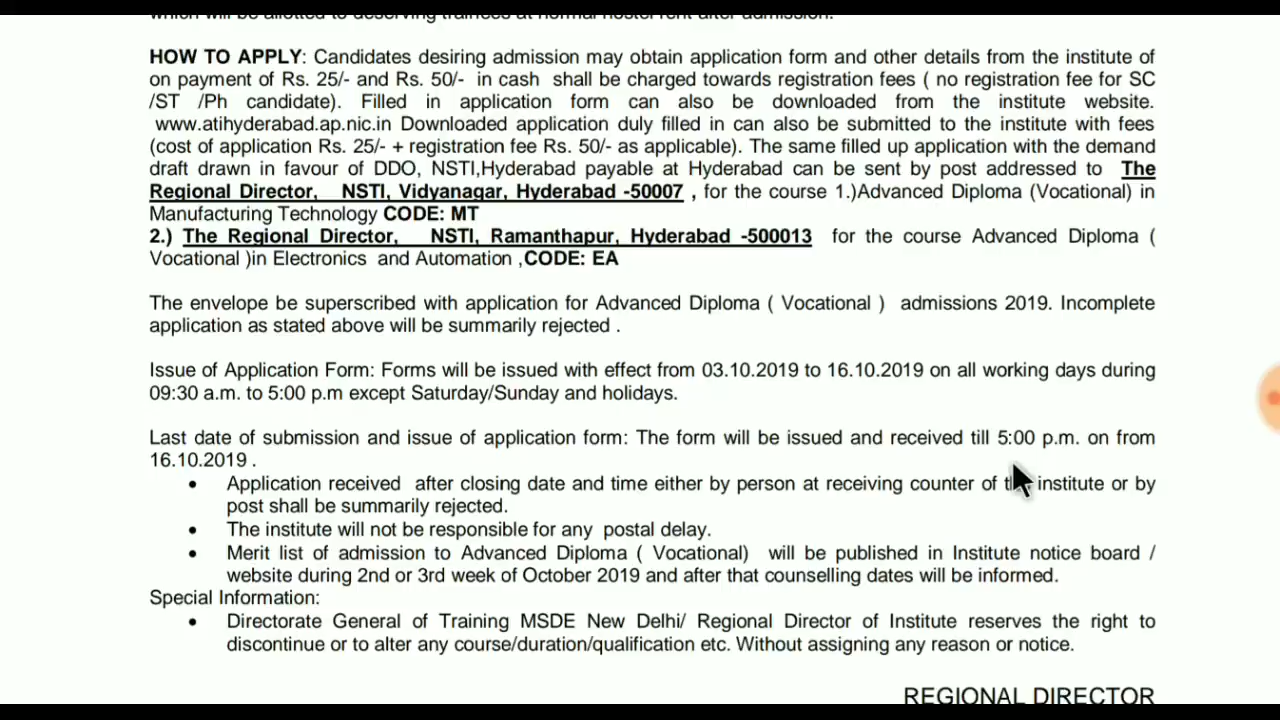 which will be allotted to deserving trainees at normal hostel rent after admission.
HOW TO APPLY: Candidates desiring admission may obtain application form and other details from the institute of
on payment of Rs. 25/- and Rs. 50/- in cash shall be charged towards registration fees ( no registration fee for SC
/ST /Ph candidate). Filled in application form can also be downloaded from the institute website.
www.atihyderabad.ap.nic.in Downloaded application duly filled in can also be submitted to the institute with fees
(cost of application Rs. 25/- + registration fee Rs. 50/- as applicable). The same filled up application with the demand
draft drawn in favour of DDO, NSTI,Hyderabad payable at Hyderabad can be sent by post addressed to The
Regional Director, NSTI, Vidyanagar, Hyderabad -50007 , for the course 1.)Advanced Diploma (Vocational) in
Manufacturing Technology CODE: MT
2.) The Regional Director, NSTI, Ramanthapur, Hyderabad -500013 for the course Advanced Diploma (
Vocational )in Electronics and Automation ,CODE: EA
The envelope be superscribed with application for Advanced Diploma ( Vocational ) admissions 2019. Incomplete
application as stated above will be summarily rejected .
Issue of Application Form: Forms will be issued with effect from 03.10.2019 to 16.10.2019 on all working days during
09:30 a.m. to 5:00 p.m except Saturday/Sunday and holidays.
Last date of submission and issue of application form: The form will be issued and received till 5:00 p.m. on from
16.10.2019 .
• Application received after closing date and time either by person at receiving counter of the institute or by
post shall be summarily rejected.
• The institute will not be responsible for any postal delay.
• Merit list of admission to Advanced Diploma ( Vocational) will be published in Institute notice board /
website during 2nd or 3rd week of October 2019 and after that counselling dates will be informed.
Special Information:
• Directorate General of Training MSDE New Delhi/ Regional Director of Institute reserves the right to
discontinue or to alter any course/duration/qualification etc. Without assigning any reason or notice.
REGIONAL DIRECTOR